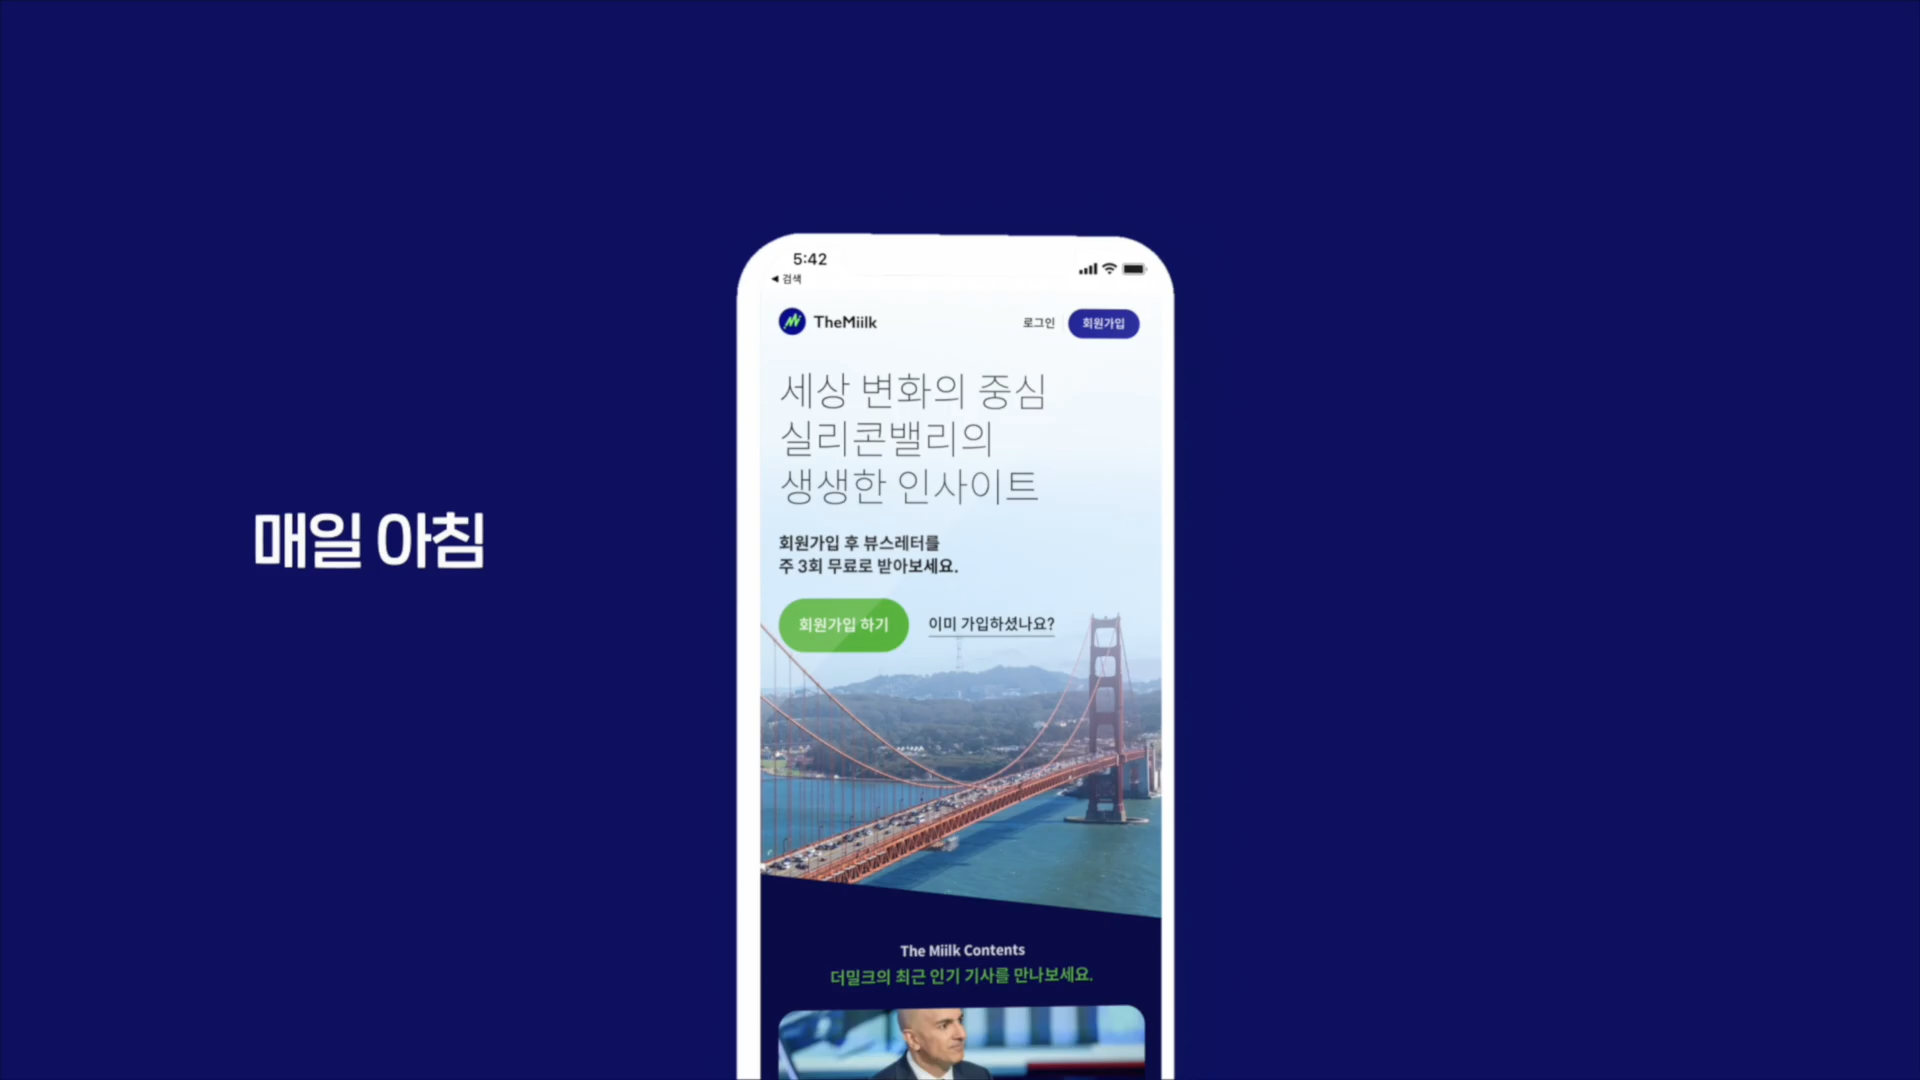 매일 아침
5:42
◀ 검색
TheMiilk
로그인
회원가입
세상 변화의 중심
실리콘밸리의
생생한 인사이트
회원가입 후 뷰스레터를
주 3회 무료로 받아보세요.
회원가입 하기
이미 가입하셨나요?
The Miilk Contents
더밀크의 최근 인기 기사를 만나보세요.